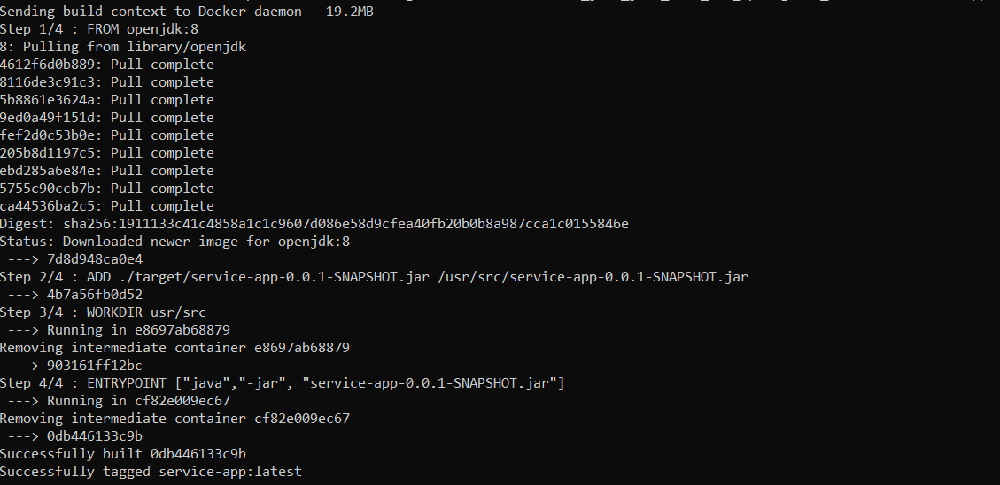 Sending build context to Docker daemon   19.2MB
Step 1/4 : FROM openjdk:8
8: Pulling from library/openjdk
4612f6d0b889: Pull complete
8116de3c91c3: Pull complete
5b8861e3624a: Pull complete
9ed0a49f151d: Pull complete
fef2d0c53b0e: Pull complete
205b8d1197c5: Pull complete
ebd285a6e84e: Pull complete
5755c90ccb7b: Pull complete
ca44536ba2c5: Pull complete
Digest: sha256:1911133c41c4858a1c1c9607d086e58d9cfea40fb20b0b8a987cca1c0155846e
Status: Downloaded newer image for openjdk:8
 ---> 7d8d948ca0e4
Step 2/4 : ADD ./target/service-app-0.0.1-SNAPSHOT.jar /usr/src/service-app-0.0.1-SNAPSHOT.jar
 ---> 4b7a56fb0d52
Step 3/4 : WORKDIR usr/src
 ---> Running in e8697ab68879
Removing intermediate container e8697ab68879
 ---> 903161ff12bc
Step 4/4 : ENTRYPOINT ["java","-jar", "service-app-0.0.1-SNAPSHOT.jar"]
 ---> Running in cf82e009ec67
Removing intermediate container cf82e009ec67
 ---> 0db446133c9b
Successfully built 0db446133c9b
Successfully tagged service-app:latest